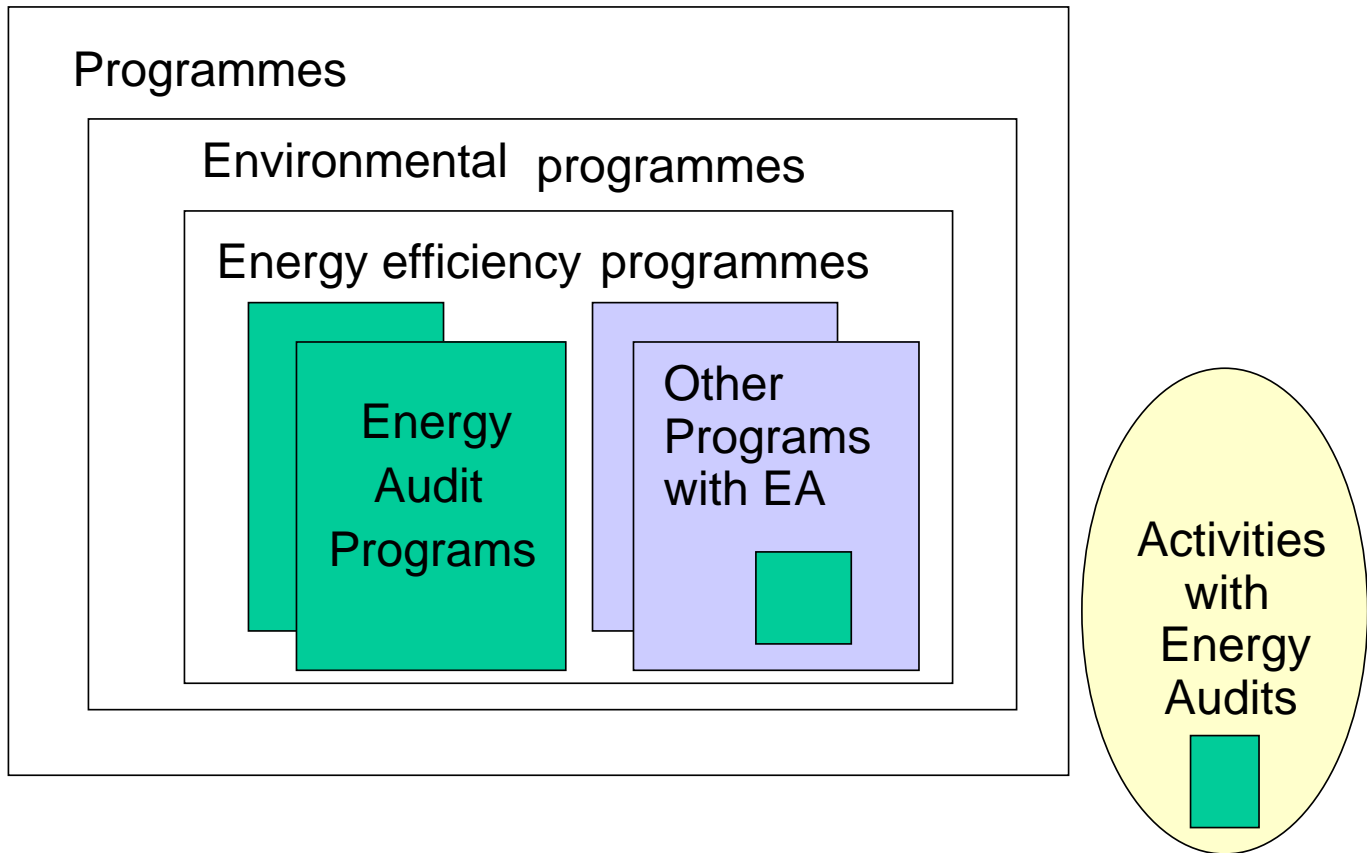 Programmes
Environmental programmes
Energy efficiency programmes
Energy
Audit
Programs
Other
Programs
with EA
Activities
with
Energy
Audits